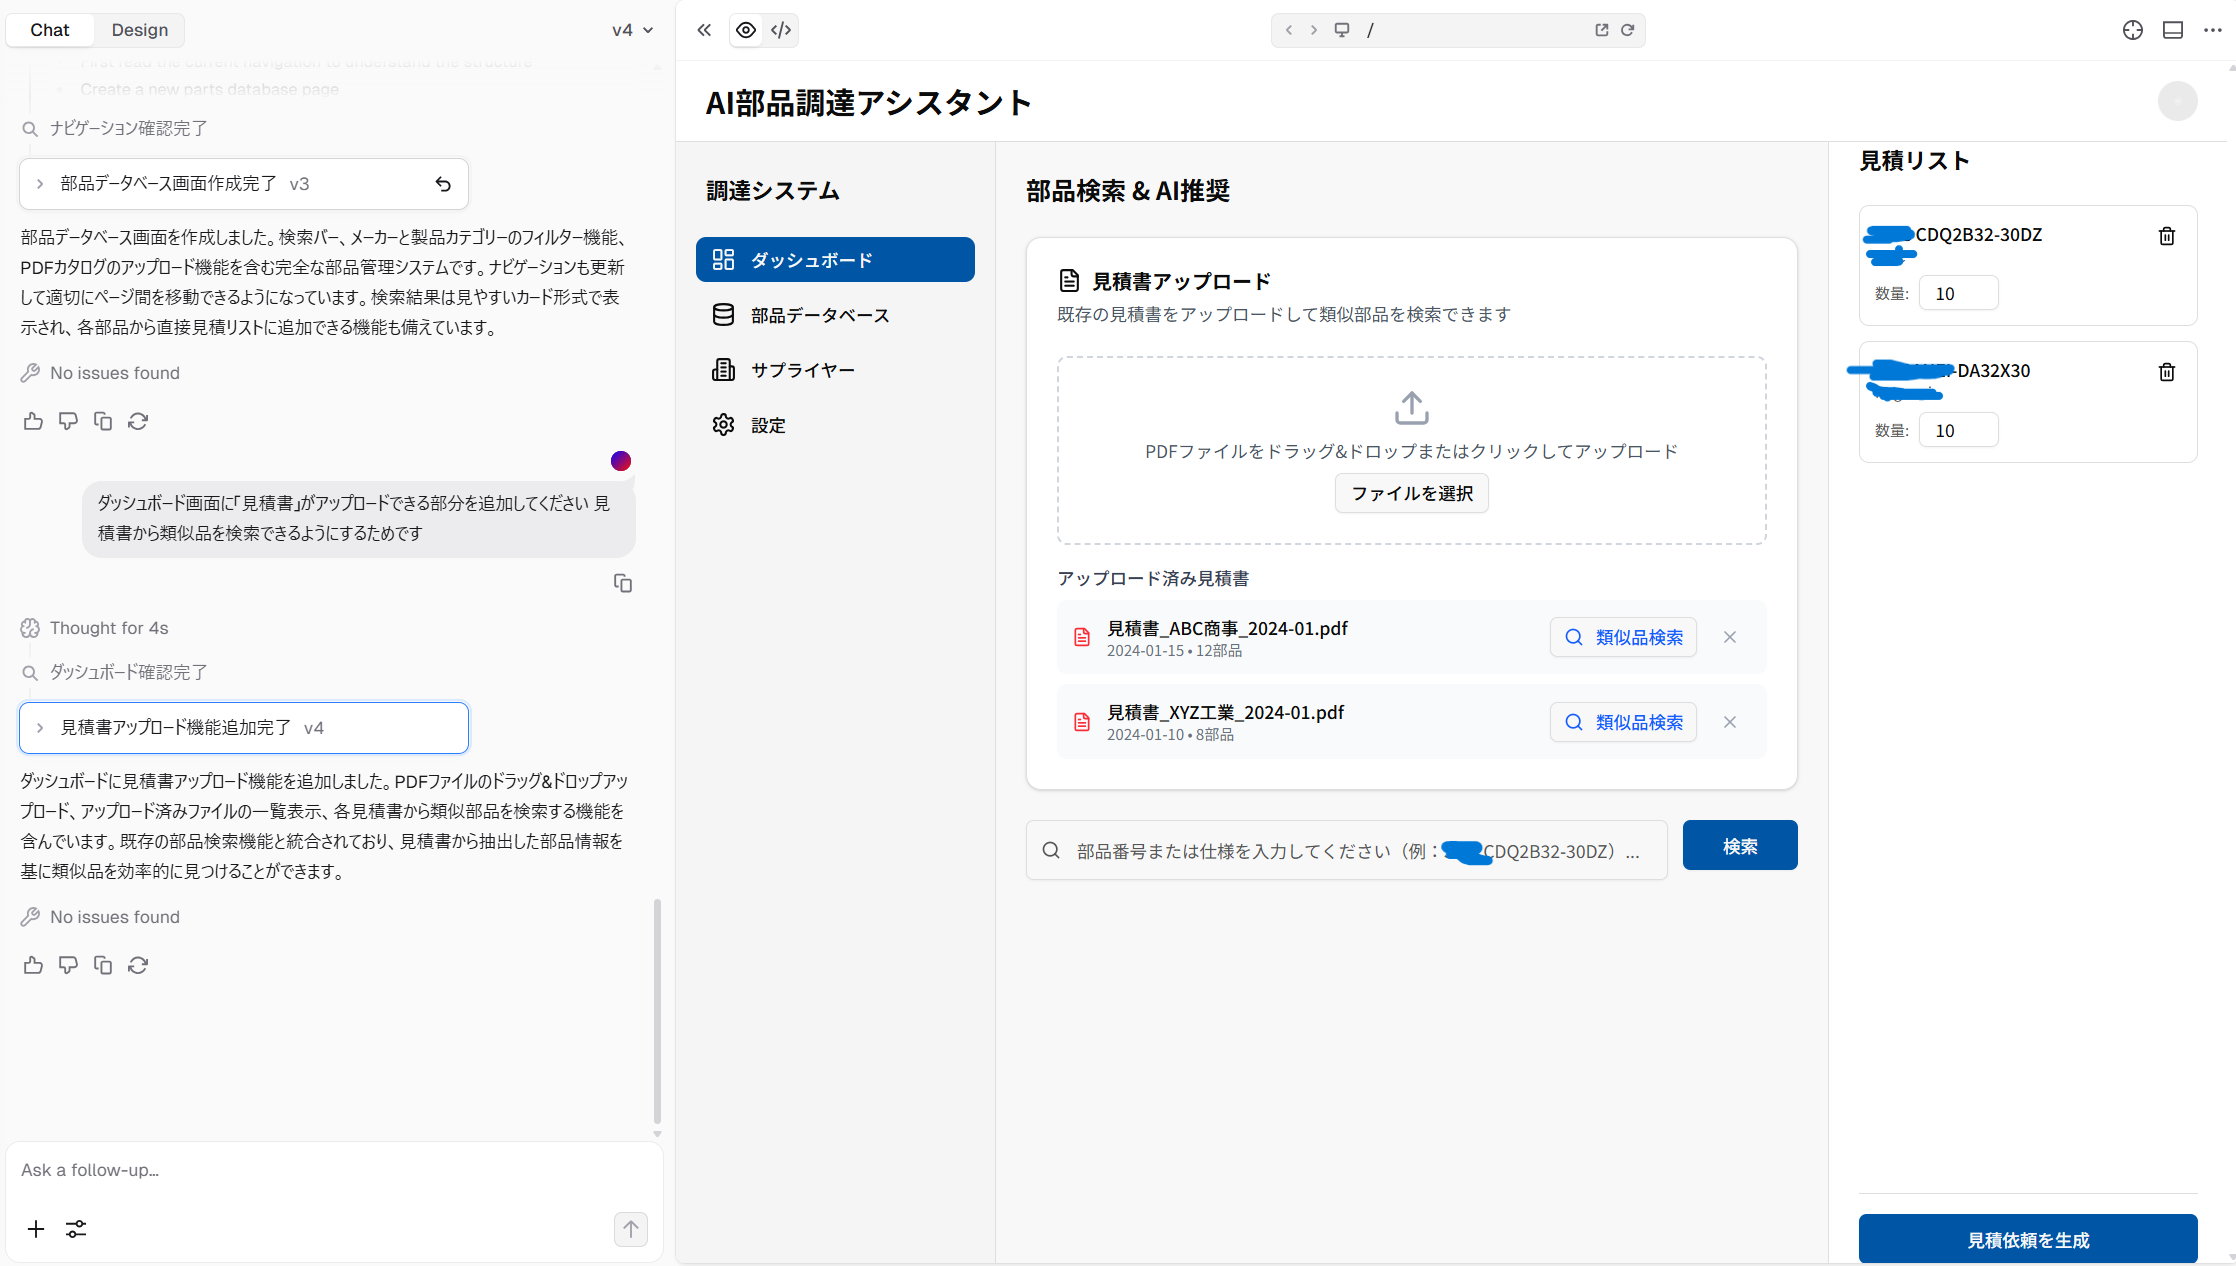 Chat
Design
v4
First read the current navigation to understand the structure
Create a new parts database page
ナビゲーション確認完了
部品データベース画面作成完了 v3
部品データベース画面を作成しました。検索バー、メーカーと製品カテゴリーのフィルター機能、
PDFカタログのアップロード機能を含む完全な部品管理システムです。ナビゲーションも更新
して適切にページ間を移動できるようになっています。検索結果は見やすいカード形式で表
示され、各部品から直接見積リストに追加できる機能も備えています。
No issues found
ダッシュボード画面に「見積書」がアップロードできる部分を追加してください 見
積書から類似品を検索できるようにするためです
Thought for 4s
ダッシュボード確認完了
見積書アップロード機能追加完了 v4
ダッシュボードに見積書アップロード機能を追加しました。PDFファイルのドラッグ&ドロップアッ
プロード、アップロード済みファイルの一覧表示、各見積書から類似部品を検索する機能を
含んでいます。既存の部品検索機能と統合されており、見積書から抽出した部品情報を
基に類似品を効率的に見つけることができます。
No issues found
Ask a follow-up…
/
AI部品調達アシスタント
調達システム
ダッシュボード
部品データベース
サプライヤー
設定
部品検索 & AI推奨
見積書アップロード
既存の見積書をアップロードして類似部品を検索できます
PDFファイルをドラッグ&ドロップまたはクリックしてアップロード
ファイルを選択
アップロード済み見積書
見積書_ABC商事_2024-01.pdf
2024-01-15 • 12部品
類似品検索
見積書_XYZ工業_2024-01.pdf
2024-01-10 • 8部品
類似品検索
部品番号または仕様を入力してください（例：CDQ2B32-30DZ）...
検索
見積リスト
CDQ2B32-30DZ
数量: 10
-DA32X30
数量: 10
見積依頼を生成